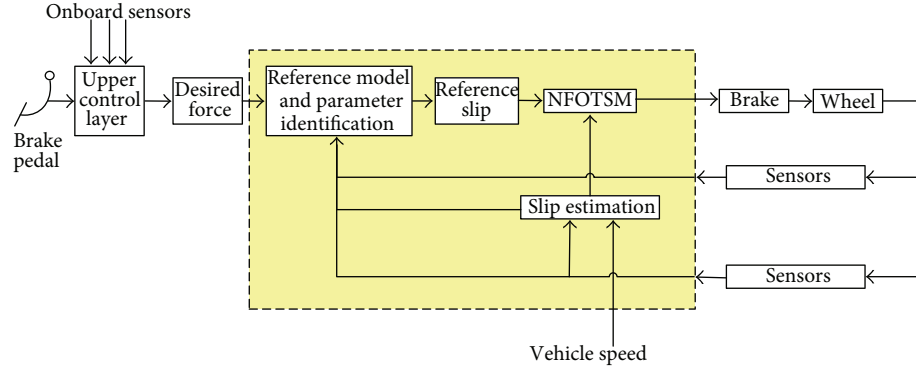 Onboard sensors
Upper
control
layer
Brake
pedal
Desired
force
Reference model
and parameter
identification
Reference
slip
NFOTSM
Brake
Wheel
Sensors
Slip estimation
Sensors
Vehicle speed